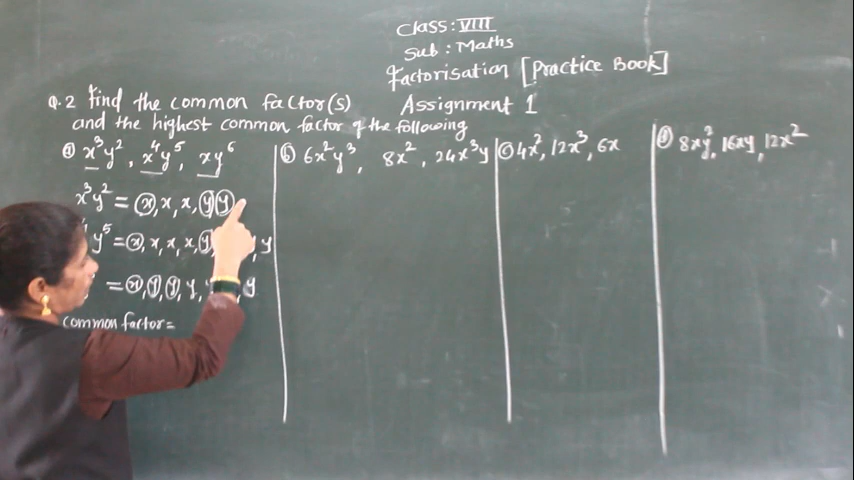 Class: VIII
Sub: Maths
Factorisation [Practice Book]
Q.2 Find the common factor(s) Assignment 1
and the highest common factor of the following
a) x³y², x⁴y⁵, xy⁶
b) 6x²y³, 8x², 24x³y
c) 4x², 12x³, 6x
d) 8xy², 16xy, 12x²
x³y² = x, x, x, y, y
y⁵ = x, x, x, x, y, y, y
= x, y, y, y, y, y
common factor =